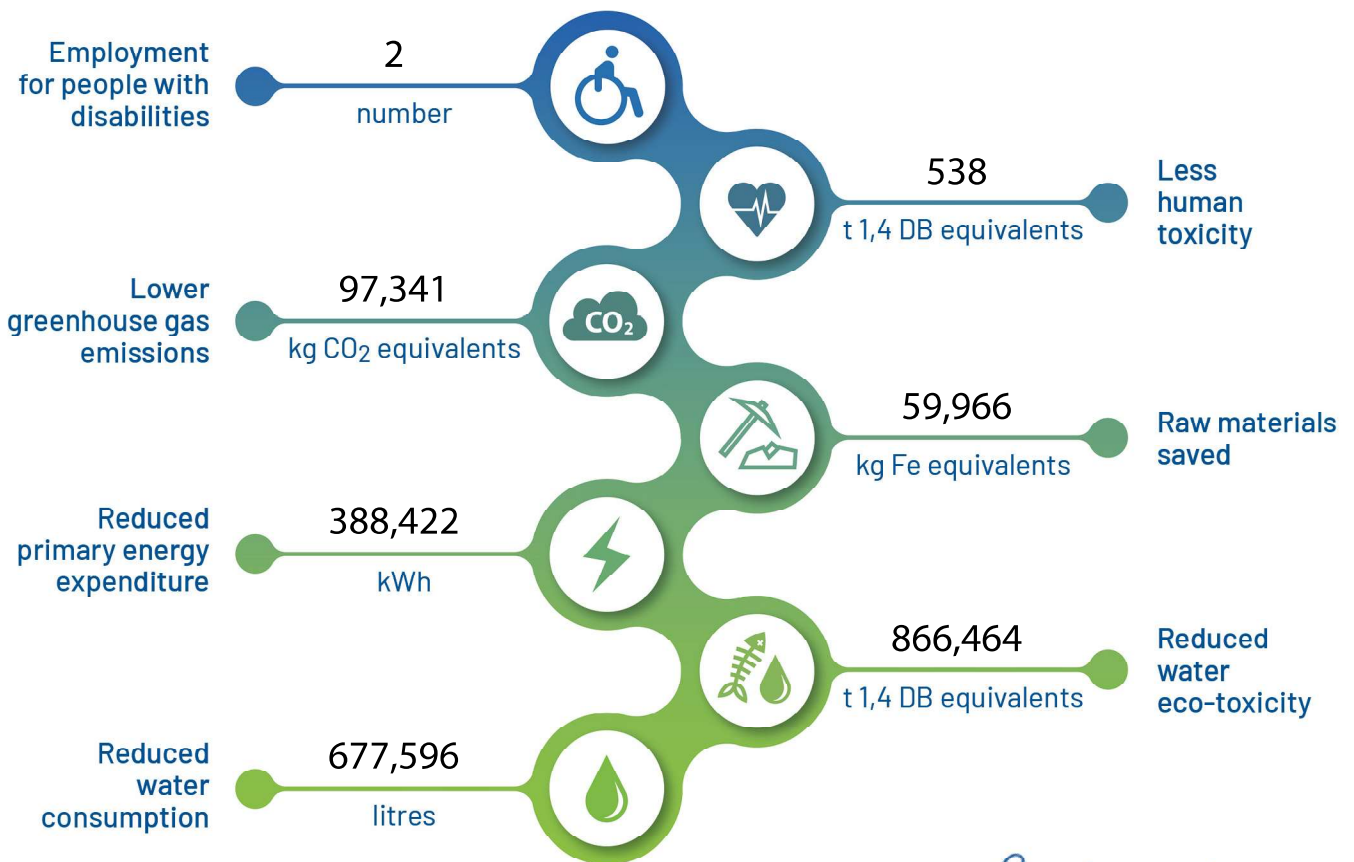 Employment
for people with
disabilities
2
number
538
t 1,4 DB equivalents
Less
human
toxicity
Lower
greenhouse gas
emissions
97,341
kg CO₂ equivalents
CO₂
59,966
kg Fe equivalents
Raw materials
saved
Reduced
primary energy
expenditure
388,422
kWh
866,464
t 1,4 DB equivalents
Reduced
water
eco-toxicity
Reduced
water
consumption
677,596
litres